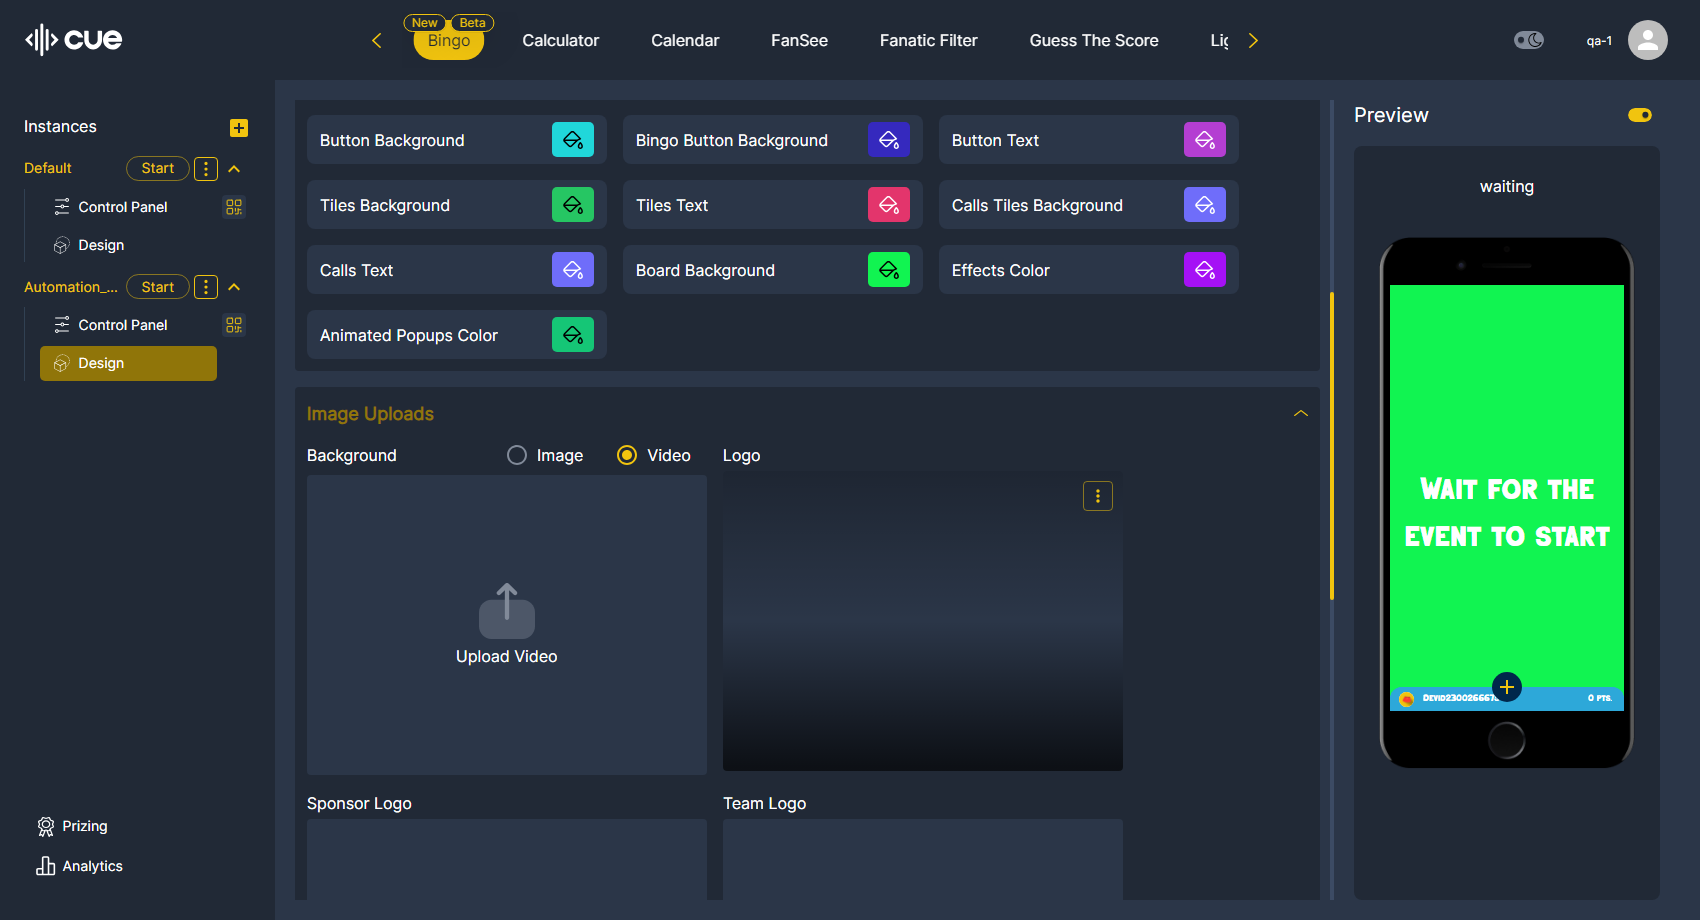 cue
New
Beta
Bingo
Calculator
Calendar
FanSee
Fanatic Filter
Guess The Score
qa-1
Instances
Default
Start
Control Panel
Design
Automation_...
Start
Control Panel
Design
Prizing
Analytics
Button Background
Bingo Button Background
Button Text
Tiles Background
Tiles Text
Calls Tiles Background
Calls Text
Board Background
Effects Color
Animated Popups Color
Image Uploads
Background
Image
Video
Logo
Upload Video
Sponsor Logo
Team Logo
Preview
waiting
Wait for the
event to start
0 pts.